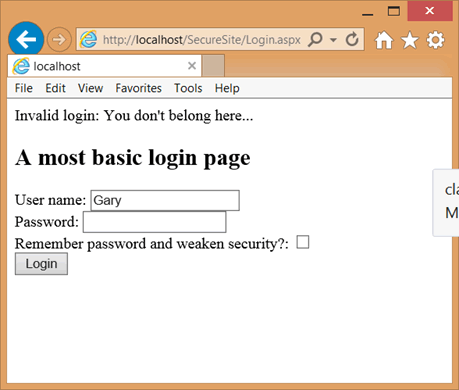 http://localhost/SecureSite/Login.aspx
localhost
File Edit View Favorites Tools Help
Invalid login: You don't belong here...
A most basic login page
User name: Gary
Password:
Remember password and weaken security?:
Login